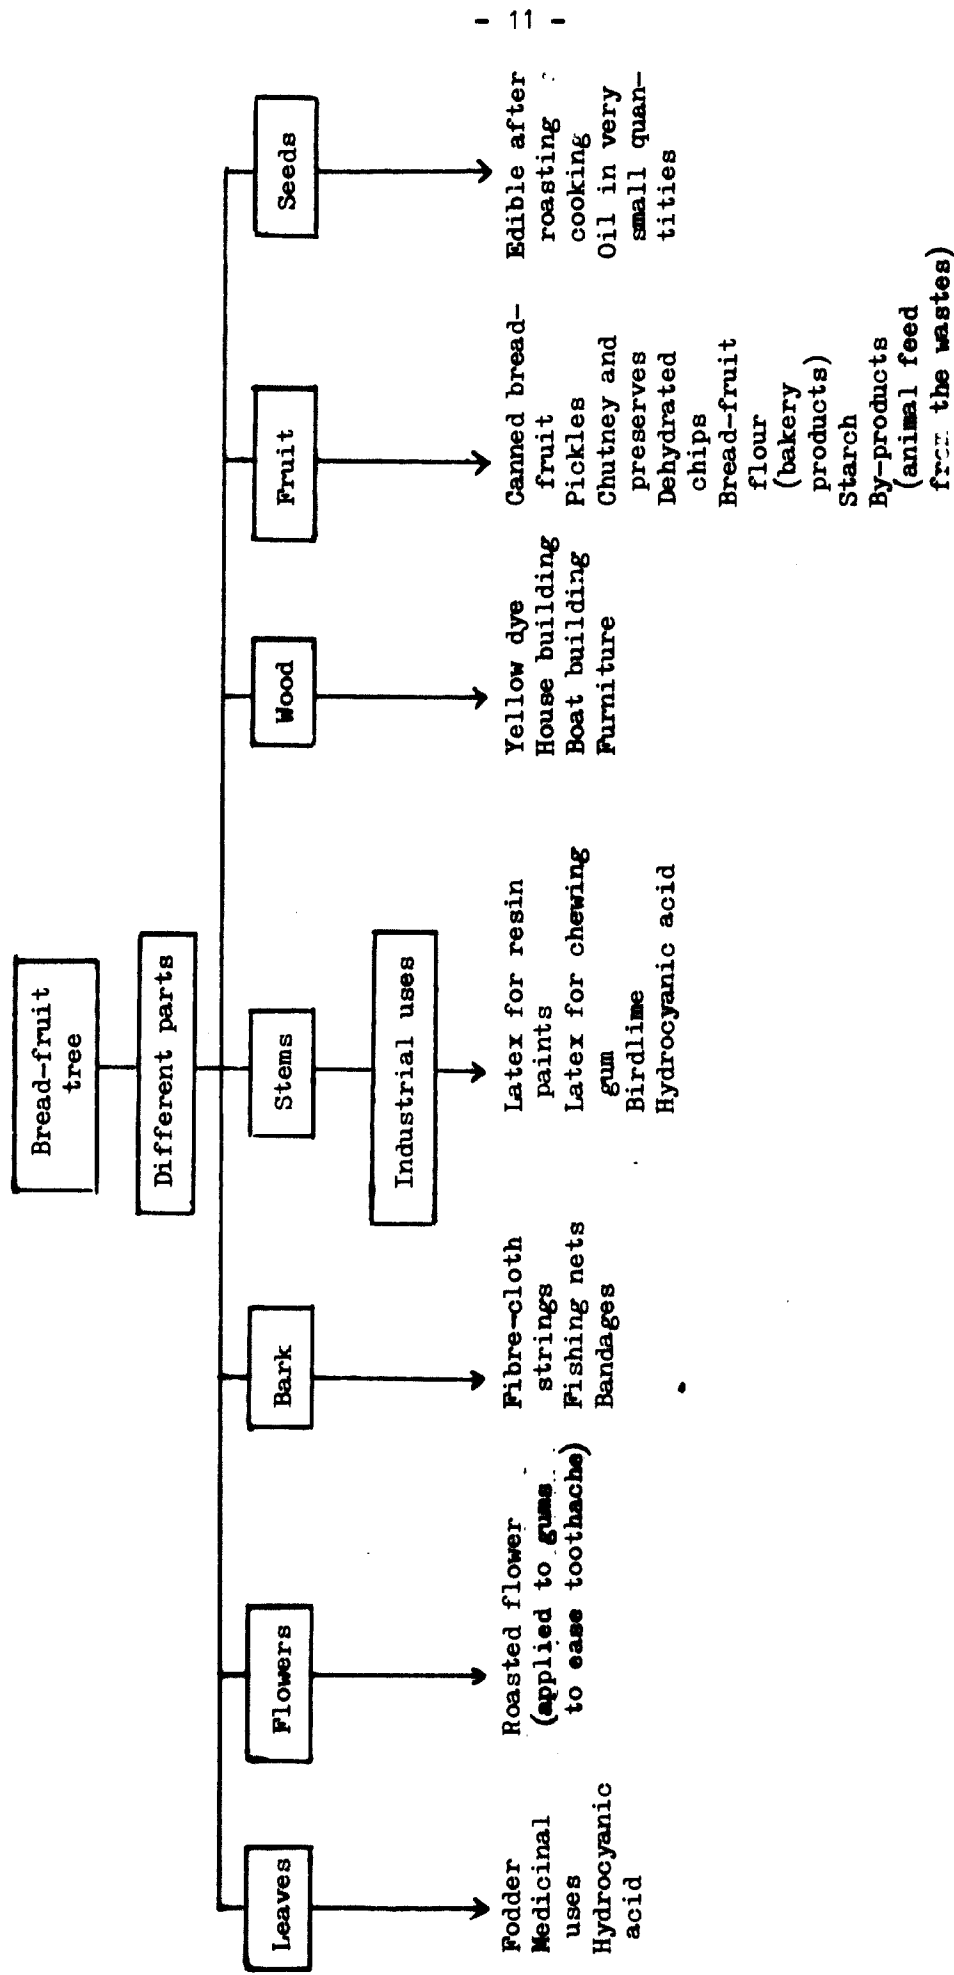 - 11 -
Bread-fruit
tree
Different parts
Leaves
Fodder
Medicinal
uses
Hydrocyanic
acid
Flowers
Roasted flower
(applied to gums
to ease toothache)
Bark
Fibre-cloth
strings
Fishing nets
Bandages
Stems
Industrial uses
Latex for resin
paints
Latex for chewing
gum
Birdlime
Hydrocyanic acid
Wood
Yellow dye
House building
Boat building
Furniture
Fruit
Canned bread-
fruit
Pickles
Chutney and
preserves
Dehydrated
chips
Bread-fruit
flour
(bakery
products)
Starch
By-products
(animal feed
from the wastes)
Seeds
Edible after
roasting
cooking
Oil in very
small quan-
tities